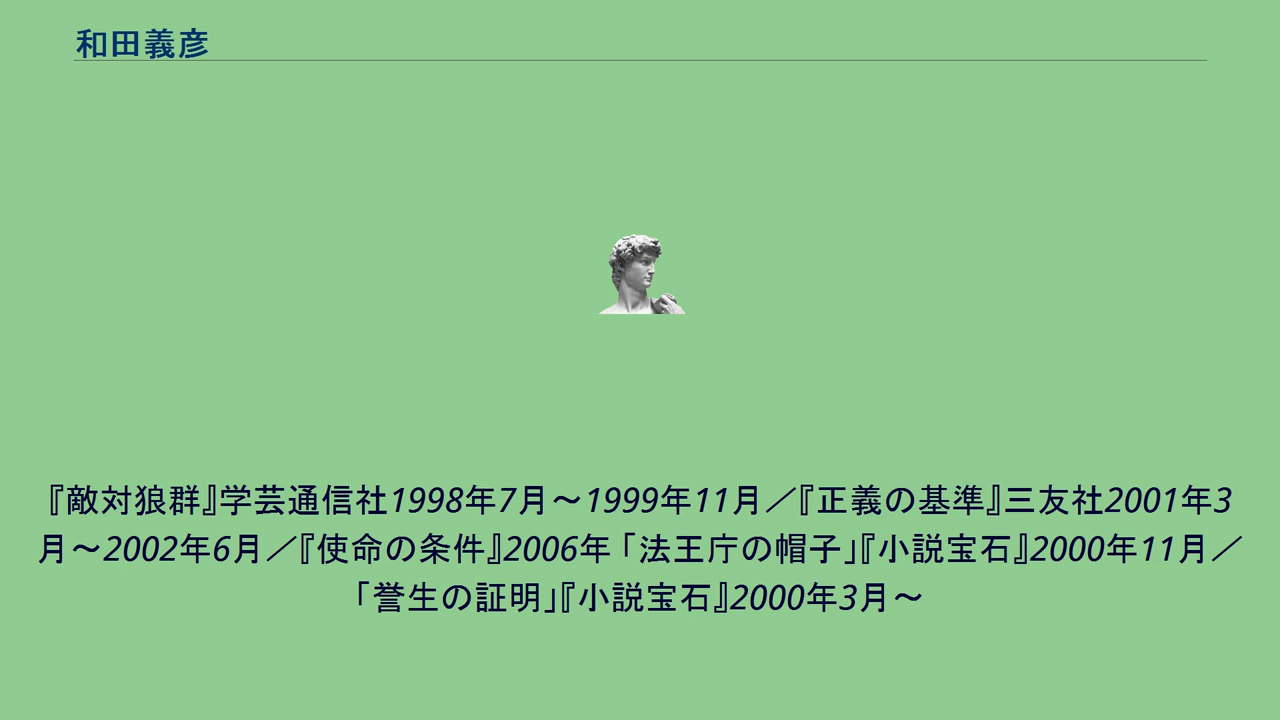 和田義彦
『敵対狼群』学芸通信社1998年7月〜1999年11月／『正義の基準』三友社2001年3
月〜2002年6月／『使命の条件』2006年 「法王庁の帽子」『小説宝石』2000年11月／
「誉生の証明」『小説宝石』2000年3月〜